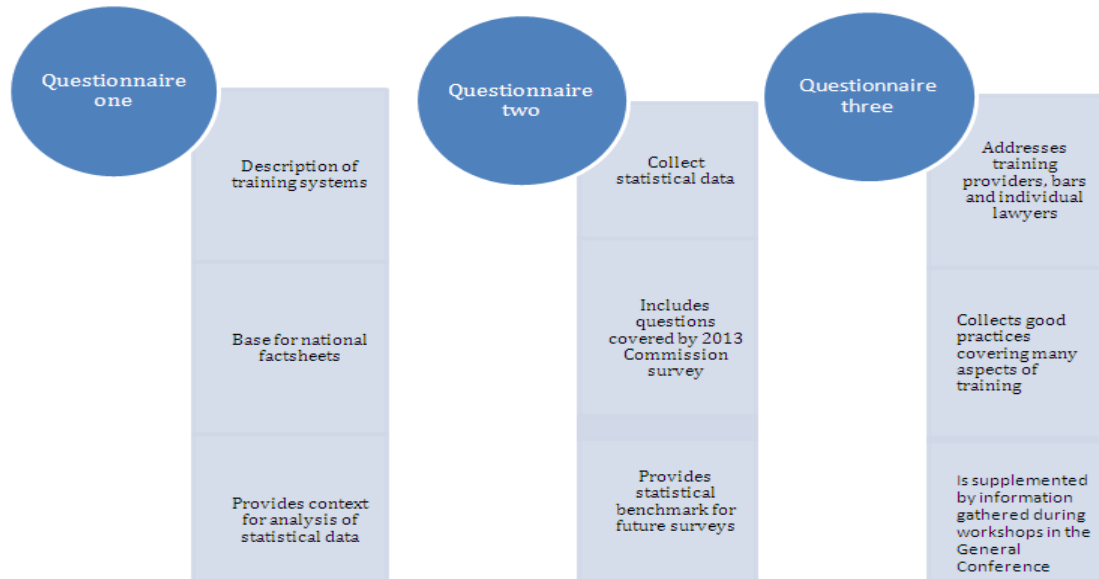 Questionnaire
one
Description of
training systems
Base for national
factsheets
Provides context
for analysis of
statistical data
Questionnaire
two
Collect
statistical data
Includes
questions
covered by 2013
Commission
survey
Provides
statistical
benchmark for
future surveys
Questionnaire
three
Addresses
training
providers, bars
and individual
lawyers
Collects good
practices
covering many
aspects of
training
Is supplemented
by information
gathered during
workshops in the
General
Conference